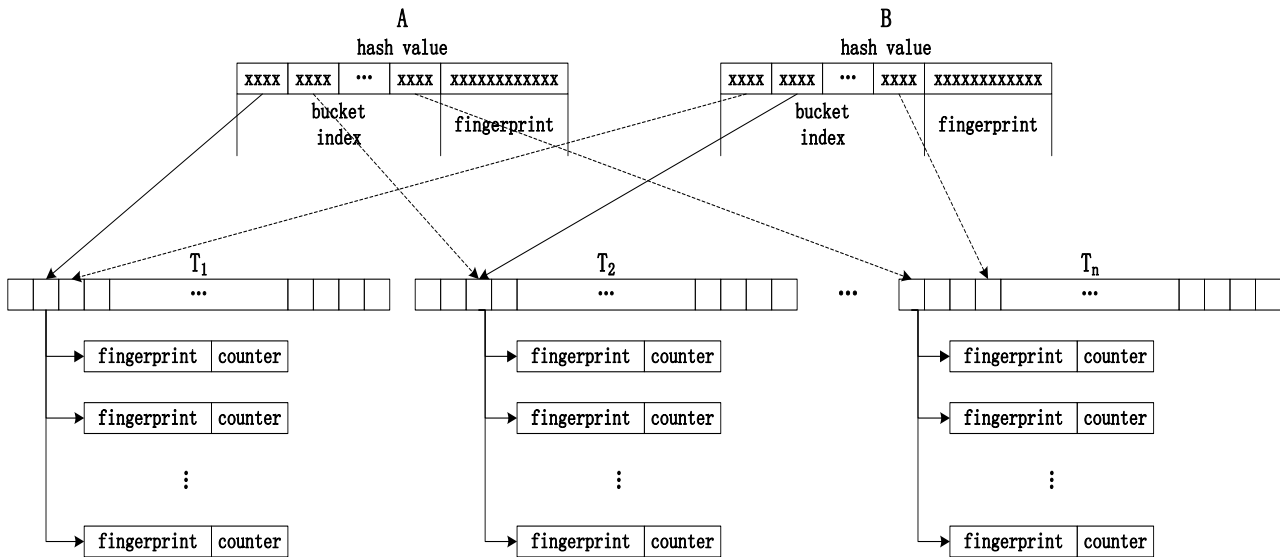 A B
hash value hash value
xxxx xxxx ··· xxxx xxxxxxxxxxxx xxxx xxxx ··· xxxx xxxxxxxxxxxx
bucket index fingerprint bucket index fingerprint
T1 T2 Tn
··· ··· ··· ···
fingerprint counter fingerprint counter fingerprint counter
fingerprint counter fingerprint counter fingerprint counter
⋮ ⋮ ⋮
fingerprint counter fingerprint counter fingerprint counter